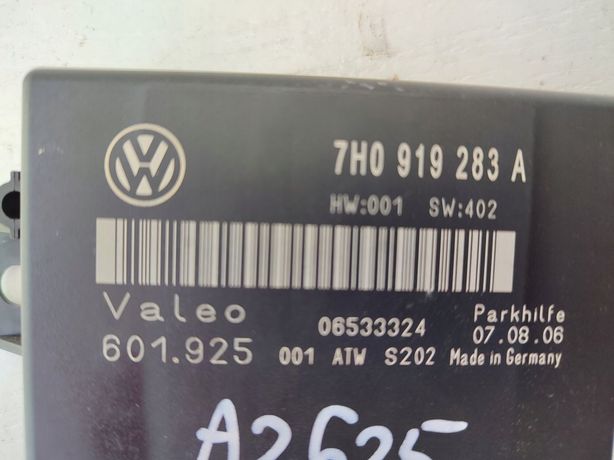 VW
7H0 919 283 A
HW:001 SW:402
Valeo 06533324 Parkhilfe
601.925 001 ATW S202 07.08.06
Made in Germany
A2625